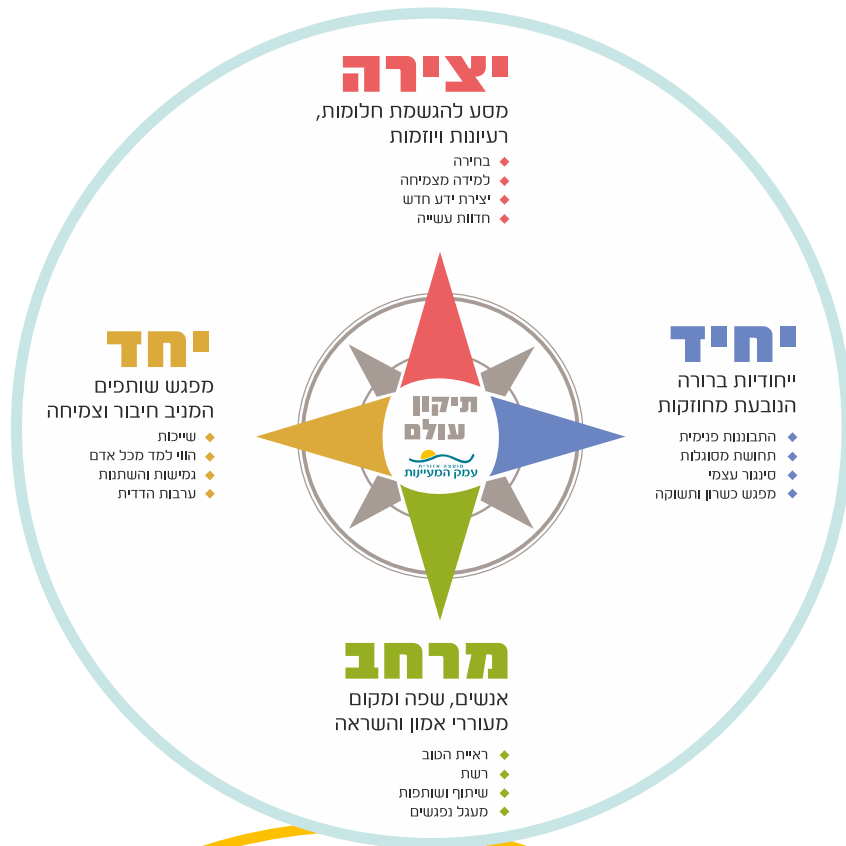 יצירה
מסע להגשמת חלומות,
רעיונות ויוזמות
בחירה
למידה מצמיחה
יצירת ידע חדש
חדוות עשייה
יחיד
ייחודיות ברורה
הנובעת מחוזקות
התבוננות פנימית
תחושת מסוגלות
סינגור עצמי
מפגש כשרון ותשוקה
תיקון
עולם
מועצה אזורית
עמק המעיינות
יחד
מפגש שותפים
המניב חיבור וצמיחה
שייכות
הווי למד מכל אדם
גמישות והשתנות
ערבות הדדית
מרחב
אנשים, שפה ומקום
מעוררי אמון והשראה
ראיית הטוב
רשת
שיתוף ושותפות
מעגל נפגשים